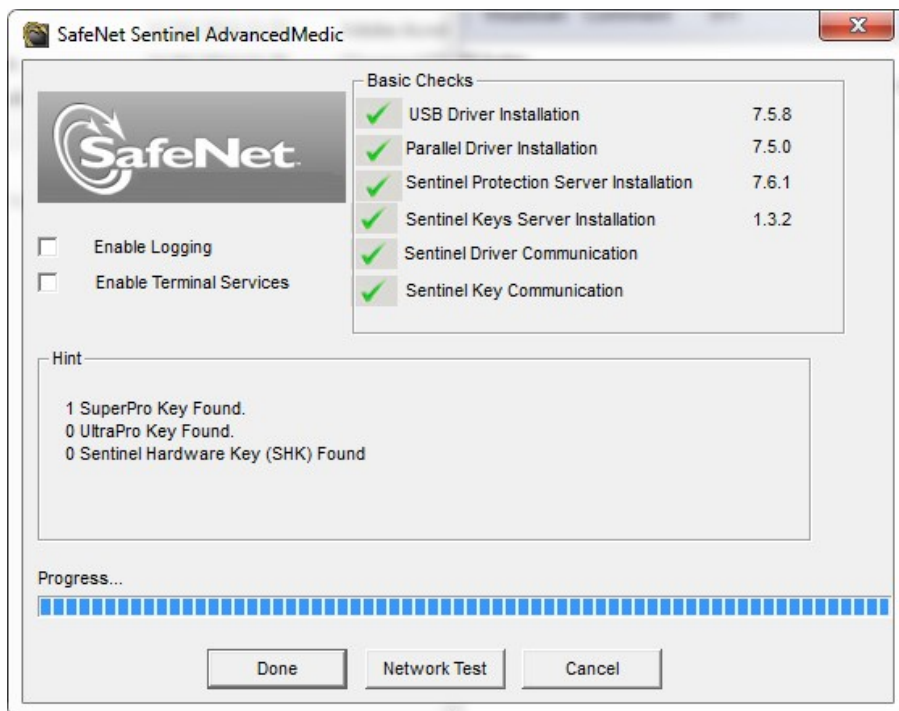 SafeNet Sentinel AdvancedMedic
SafeNet
Basic Checks
USB Driver Installation 7.5.8
Parallel Driver Installation 7.5.0
Sentinel Protection Server Installation 7.6.1
Sentinel Keys Server Installation 1.3.2
Sentinel Driver Communication
Sentinel Key Communication
Enable Logging
Enable Terminal Services
Hint
1 SuperPro Key Found.
0 UltraPro Key Found.
0 Sentinel Hardware Key (SHK) Found
Progress...
Done Network Test Cancel